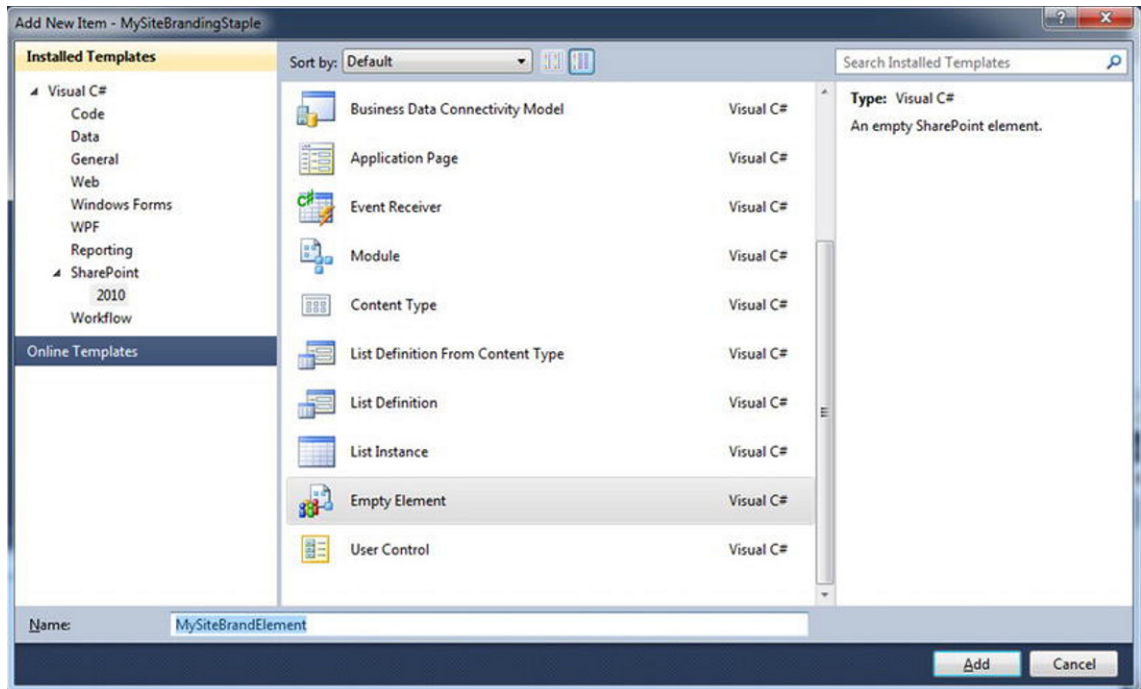 Add New Item - MySiteBrandingStaple
Installed Templates
Visual C#
Code
Data
General
Web
Windows Forms
WPF
Reporting
SharePoint
2010
Workflow
Online Templates
Sort by: Default
Business Data Connectivity Model Visual C#
Application Page Visual C#
Event Receiver Visual C#
Module Visual C#
Content Type Visual C#
List Definition From Content Type Visual C#
List Definition Visual C#
List Instance Visual C#
Empty Element Visual C#
User Control Visual C#
Search Installed Templates
Type: Visual C#
An empty SharePoint element.
Name: MySiteBrandElement
Add Cancel